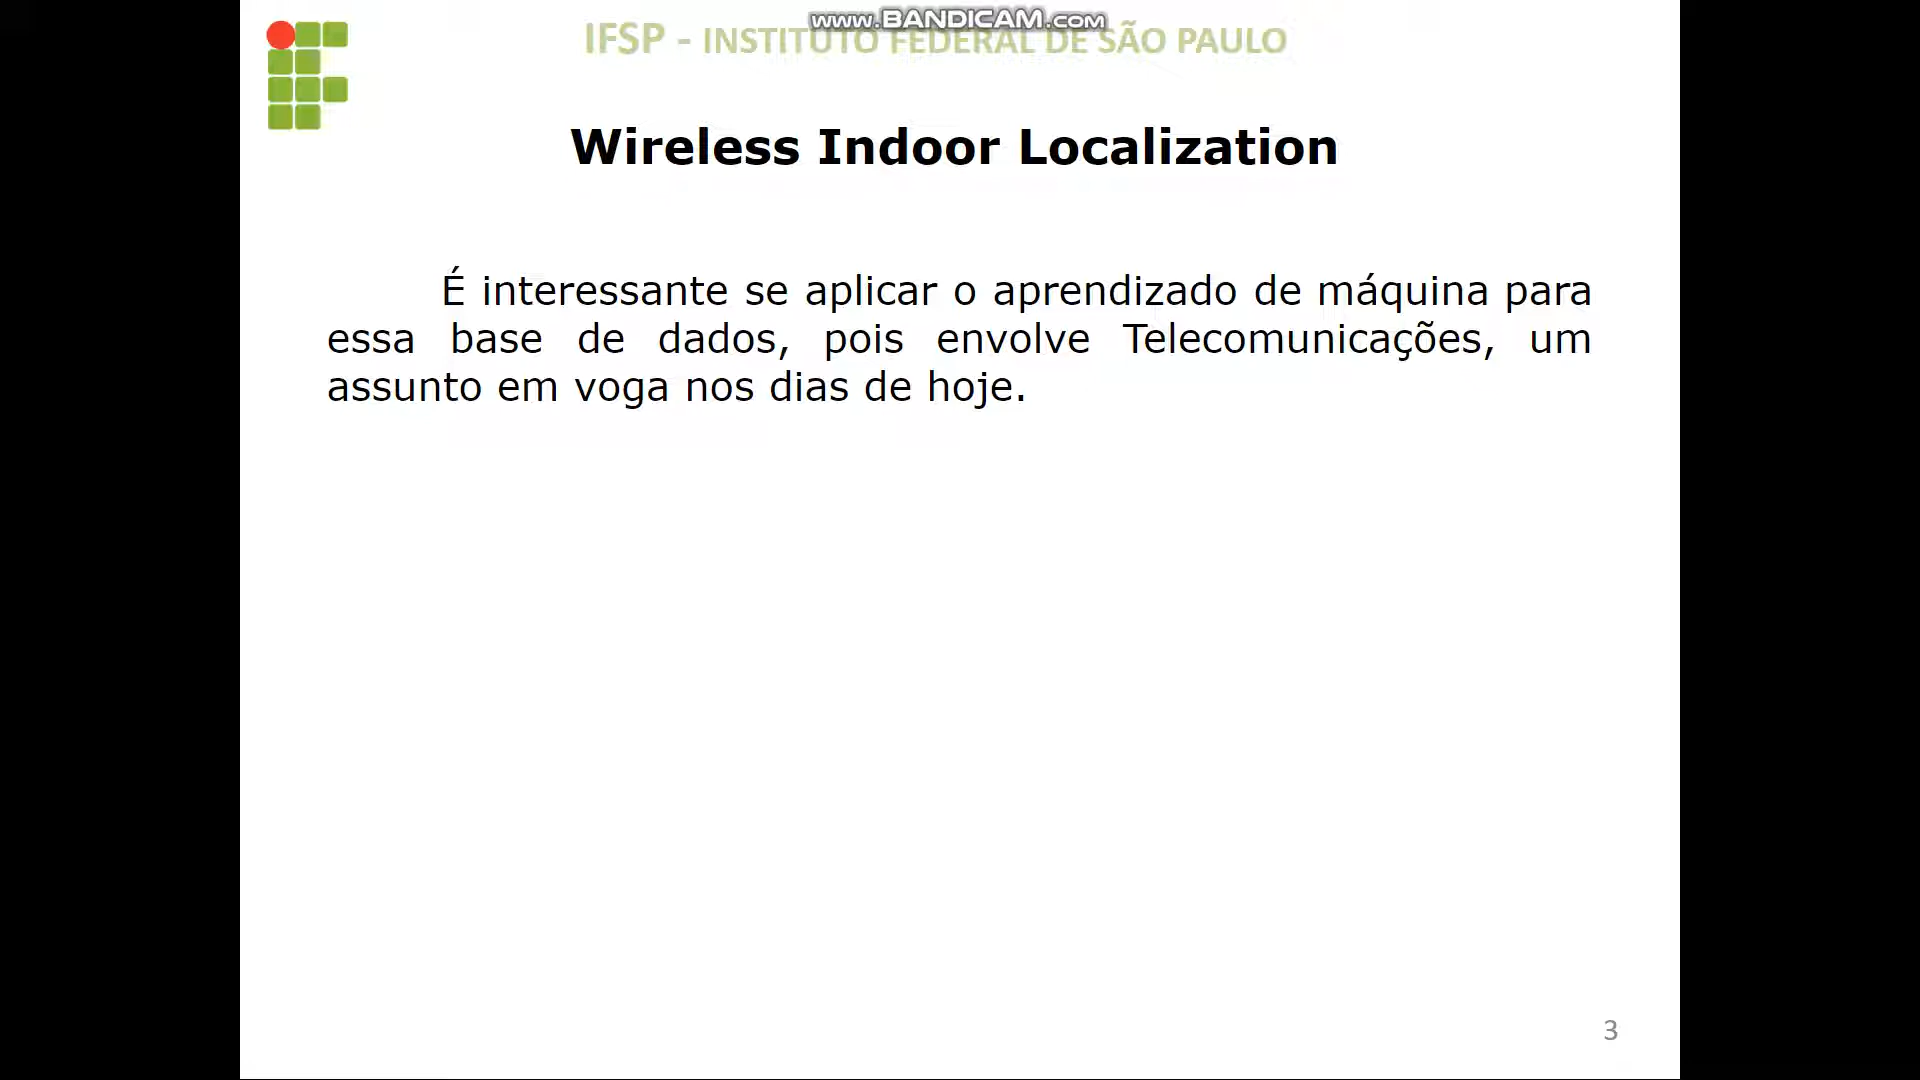 www.BANDICAM.com
IFSP - INSTITUTO FEDERAL DE SÃO PAULO
Wireless Indoor Localization
É interessante se aplicar o aprendizado de máquina para
essa base de dados, pois envolve Telecomunicações, um
assunto em voga nos dias de hoje.
3